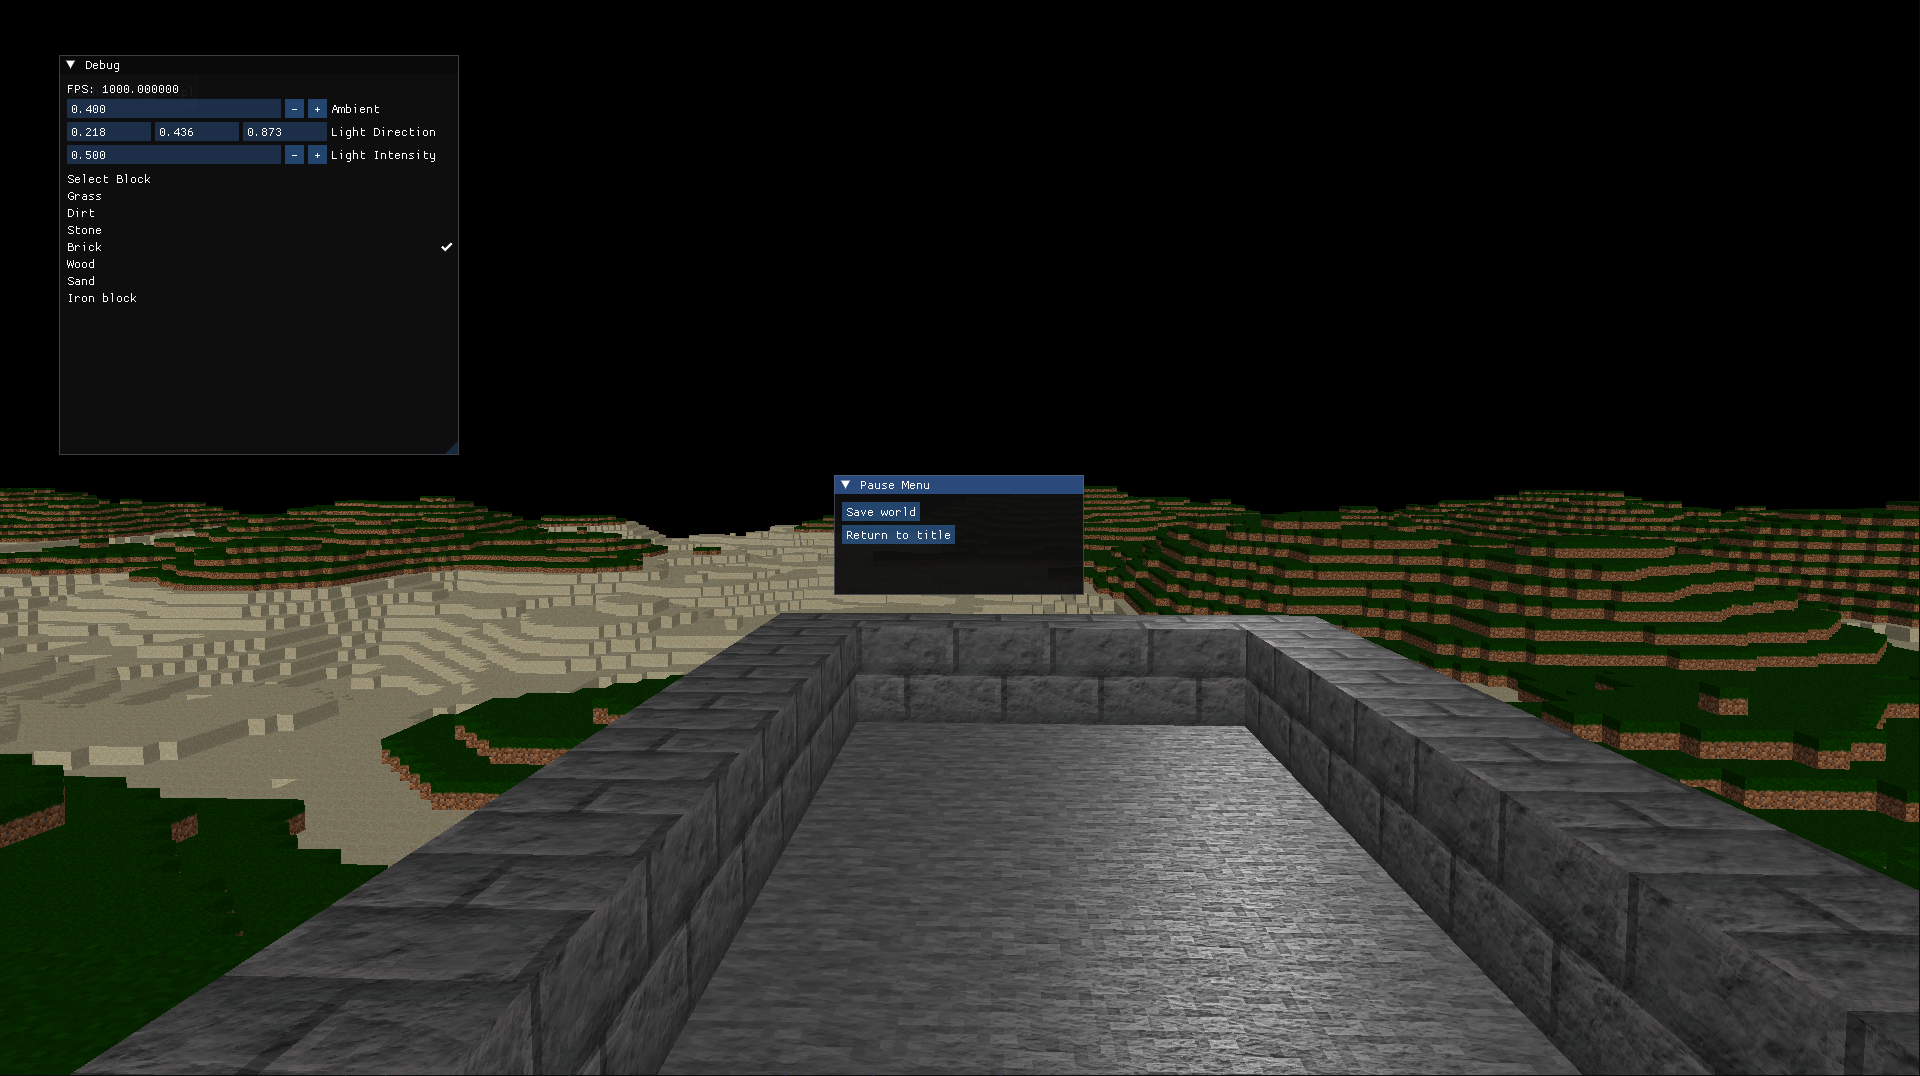 Debug
FPS: 1000.000000
0.400 - + Ambient
0.218 0.436 0.873 Light Direction
0.500 - + Light Intensity
Select Block
Grass
Dirt
Stone
Brick
Wood
Sand
Iron block
Pause Menu
Save world
Return to title